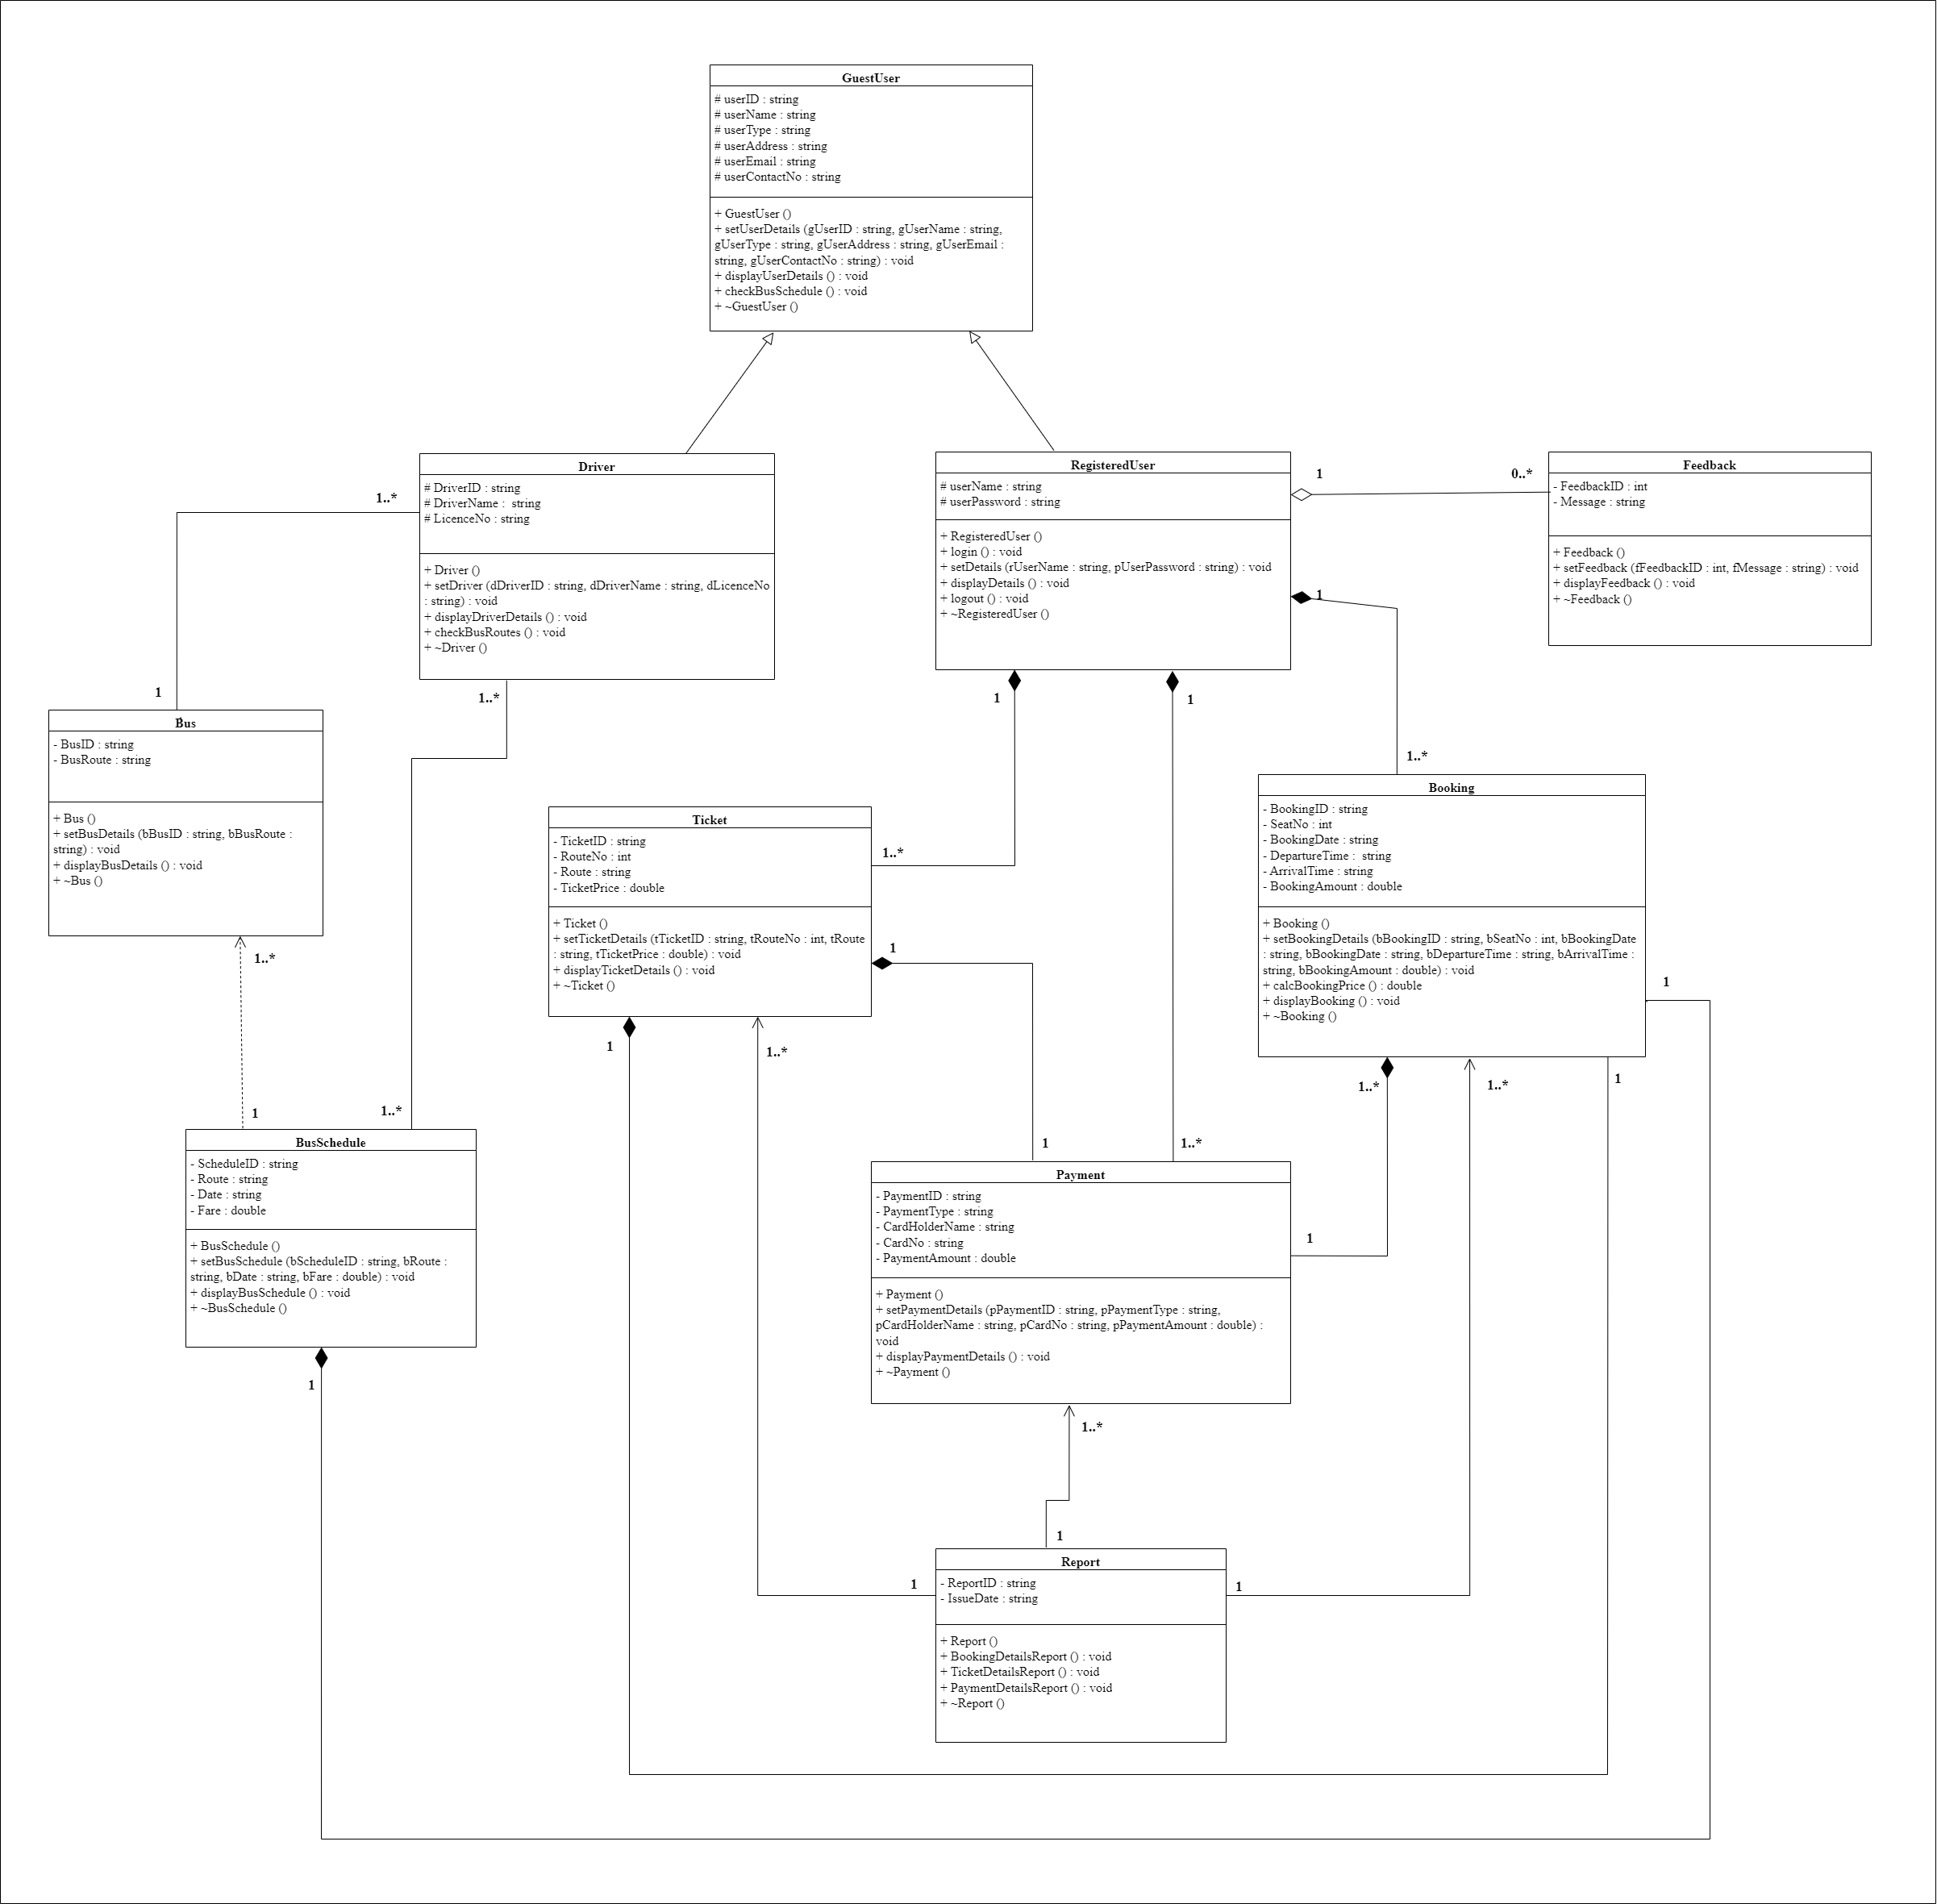 GuestUser
# userID : string
# userName : string
# userType : string
# userAddress : string
# userEmail : string
# userContactNo : string
+ GuestUser ()
+ setUserDetails (gUserID : string, gUserName : string,
gUserType : string, gUserAddress : string, gUserEmail :
string, gUserContactNo : string) : void
+ displayUserDetails () : void
+ checkBusSchedule () : void
+ ~GuestUser ()
Driver
# DriverID : string
# DriverName :  string
# LicenceNo : string
+ Driver ()
+ setDriver (dDriverID : string, dDriverName : string, dLicenceNo
: string) : void
+ displayDriverDetails () : void
+ checkBusRoutes () : void
+ ~Driver ()
1..*
1
1..*
RegisteredUser
# userName : string
# userPassword : string
+ RegisteredUser ()
+ login () : void
+ setDetails (rUserName : string, pUserPassword : string) : void
+ displayDetails () : void
+ logout () : void
+ ~RegisteredUser ()
1
0..*
1
1
1
Feedback
- FeedbackID : int
- Message : string
+ Feedback ()
+ setFeedback (fFeedbackID : int, fMessage : string) : void
+ displayFeedback () : void
+ ~Feedback ()
Bus
- BusID : string
- BusRoute : string
+ Bus ()
+ setBusDetails (bBusID : string, bBusRoute :
string) : void
+ displayBusDetails () : void
+ ~Bus ()
1..*
1
1..*
Ticket
- TicketID : string
- RouteNo : int
- Route : string
- TicketPrice : double
+ Ticket ()
+ setTicketDetails (tTicketID : string, tRouteNo : int, tRoute
: string, tTicketPrice : double) : void
+ displayTicketDetails () : void
+ ~Ticket ()
1..*
1
1
1..*
1..*
Booking
- BookingID : string
- SeatNo : int
- BookingDate : string
- DepartureTime :  string
- ArrivalTime : string
- BookingAmount : double
+ Booking ()
+ setBookingDetails (bBookingID : string, bSeatNo : int, bBookingDate
: string, bBookingDate : string, bDepartureTime : string, bArrivalTime :
string, bBookingAmount : double) : void
+ calcBookingPrice () : double
+ displayBooking () : void
+ ~Booking ()
1
1..*
1..*
1
BusSchedule
- ScheduleID : string
- Route : string
- Date : string
- Fare : double
+ BusSchedule ()
+ setBusSchedule (bScheduleID : string, bRoute :
string, bDate : string, bFare : double) : void
+ displayBusSchedule () : void
+ ~BusSchedule ()
1
1
1..*
Payment
- PaymentID : string
- PaymentType : string
- CardHolderName : string
- CardNo : string
- PaymentAmount : double
+ Payment ()
+ setPaymentDetails (pPaymentID : string, pPaymentType : string,
pCardHolderName : string, pCardNo : string, pPaymentAmount : double) :
void
+ displayPaymentDetails () : void
+ ~Payment ()
1
1..*
1
1
1
Report
- ReportID : string
- IssueDate : string
+ Report ()
+ BookingDetailsReport () : void
+ TicketDetailsReport () : void
+ PaymentDetailsReport () : void
+ ~Report ()